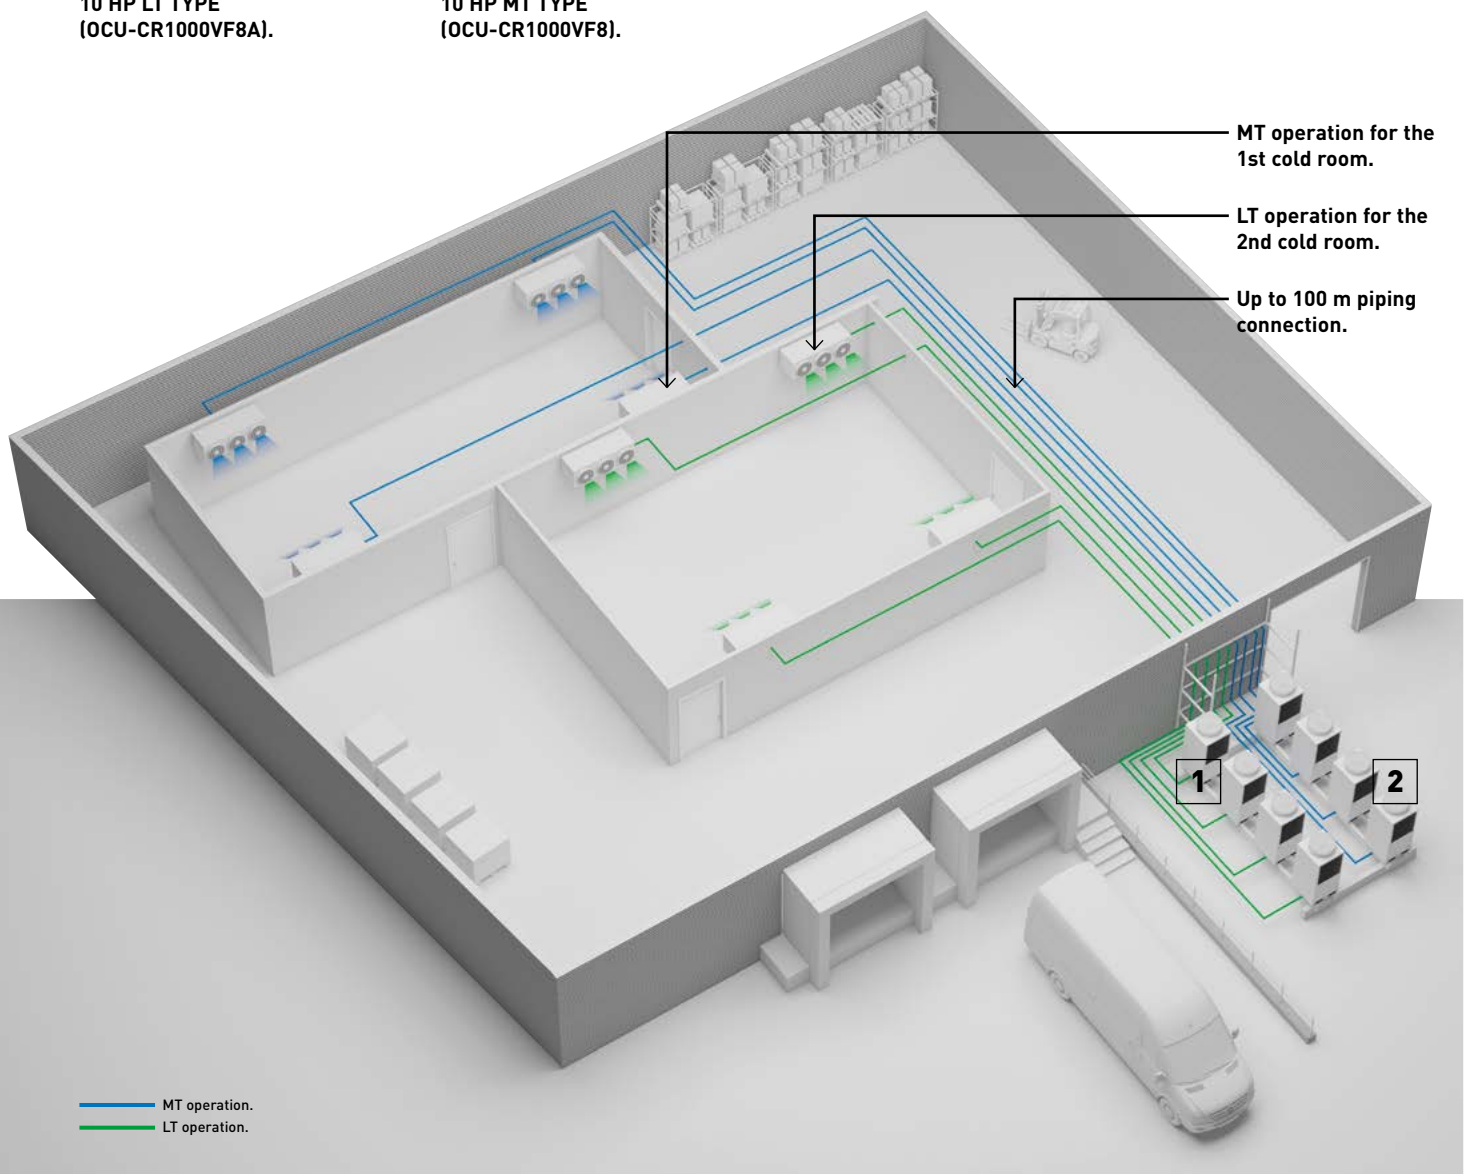 10 HP LT TYPE
(OCU-CR1000VF8A).
10 HP MT TYPE
(OCU-CR1000VF8).
MT operation for the
1st cold room.
LT operation for the
2nd cold room.
Up to 100 m piping
connection.
1
2
MT operation.
LT operation.